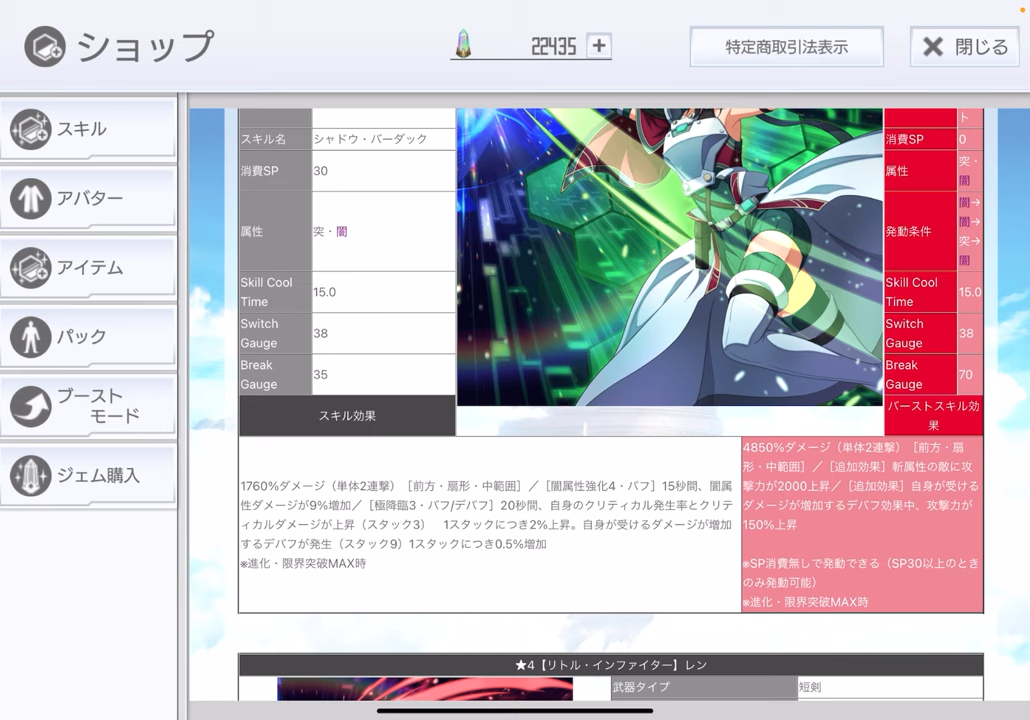 ショップ
22435
特定商取引法表示
閉じる
スキル
アバター
アイテム
パック
ブースト
モード
ジェム購入
スキル名
シャドウ・バーダック
消費SP
30
属性
突・闇
Skill Cool
Time
15.0
Switch
Gauge
38
Break
Gauge
35
スキル効果
ト
消費SP
0
属性
突・
闇
発動条件
闇→
闇→
突→
闇
Skill Cool
Time
15.0
Switch
Gauge
38
Break
Gauge
70
バーストスキル効
果
1760%ダメージ（単体2連撃）［前方・扇形・中範囲］／［闇属性強化4・バフ］15秒間、闇属
性ダメージが9%増加／［極降臨3・バフ/デバフ］20秒間、自身のクリティカル発生率とクリテ
ィカルダメージが上昇（スタック3）　1スタックにつき2%上昇。自身が受けるダメージが増加
するデバフが発生（スタック9）1スタックにつき0.5%増加
※進化・限界突破MAX時
4850%ダメージ（単体2連撃）［前方・扇
形・中範囲］／［追加効果］斬属性の敵に攻
撃力が2000上昇／［追加効果］自身が受ける
ダメージが増加するデバフ効果中、攻撃力が
150%上昇
※SP消費無しで発動できる（SP30以上のとき
のみ発動可能）
※進化・限界突破MAX時
★4【リトル・インファイター】レン
武器タイプ
短剣